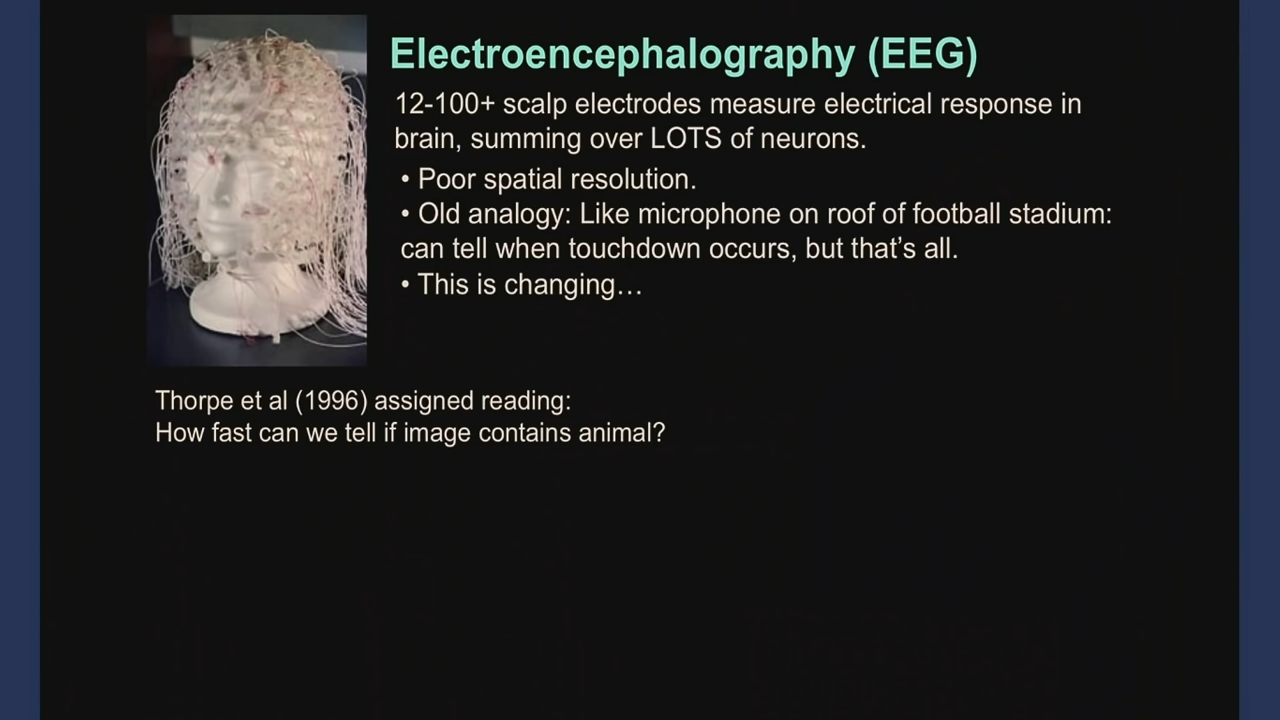 Electroencephalography (EEG)
12-100+ scalp electrodes measure electrical response in
brain, summing over LOTS of neurons.
• Poor spatial resolution.
• Old analogy: Like microphone on roof of football stadium:
can tell when touchdown occurs, but that’s all.
• This is changing…
Thorpe et al (1996) assigned reading:
How fast can we tell if image contains animal?